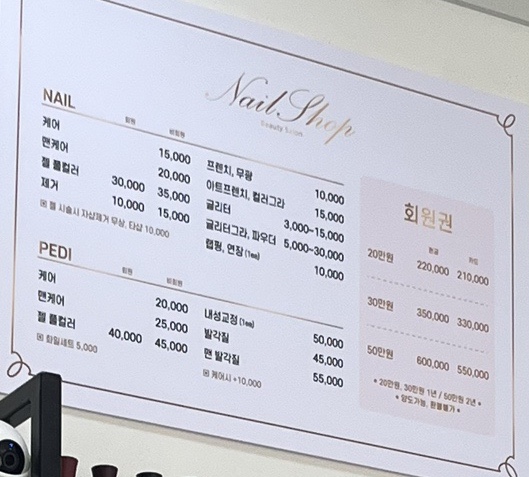 Nail Shop
Beauty Salon
NAIL
회원 비회원
케어 15,000
맨케어 20,000
젤 풀컬러 30,000 35,000
제거 10,000 15,000
※ 젤 시술시 자샵제거 무상, 타샵 10,000
프렌치, 무광 10,000
아트프렌치, 컬러그라 15,000
글리터 3,000~15,000
글리터그라, 파우더 5,000~30,000
랩핑, 연장 (1ea) 10,000
PEDI
회원 비회원
케어 20,000
맨케어 25,000
젤 풀컬러 40,000 45,000
※ 화일세트 5,000
내성교정 (1ea) 50,000
발각질 45,000
맨 발각질 55,000
※ 케어시 +10,000
회원권
현금 카드
20만원 220,000 210,000
30만원 350,000 330,000
50만원 600,000 550,000
* 20만원, 30만원 1년 / 50만원 2년 *
* 양도가능, 환불불가 *